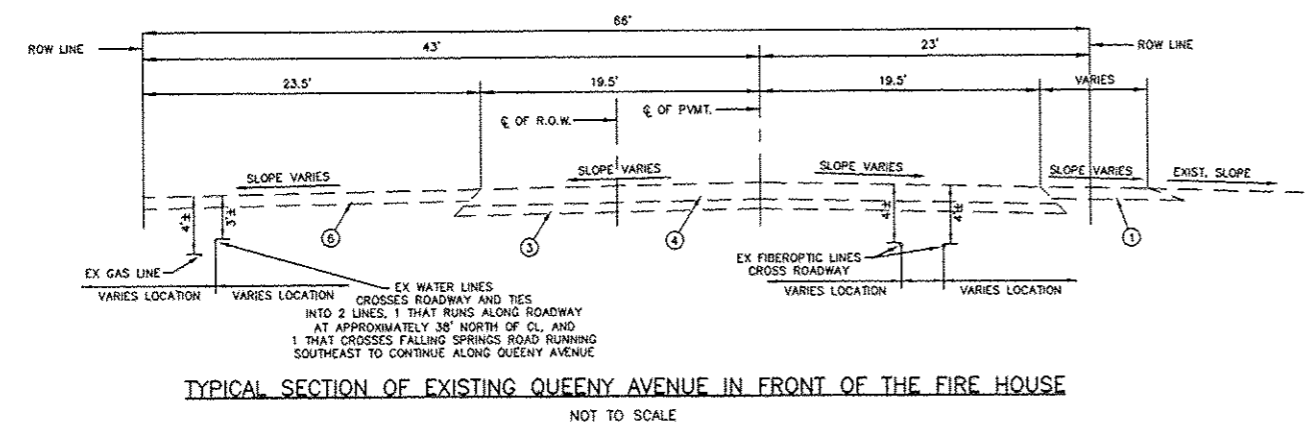 66'
ROW LINE
43'
23'
ROW LINE
23.5'
19.5'
19.5'
VARIES
℄ OF R.O.W.
℄ OF PVMT.
SLOPE VARIES
SLOPE VARIES
SLOPE VARIES
SLOPE VARIES
EXIST. SLOPE
4'±
3'±
4'±
4'±
6
3
4
1
EX GAS LINE
VARIES LOCATION
VARIES LOCATION
EX WATER LINES
CROSSES ROADWAY AND TIES
INTO 2 LINES, 1 THAT RUNS ALONG ROADWAY
AT APPROXIMATELY 38' NORTH OF CL, AND
1 THAT CROSSES FALLING SPRINGS ROAD RUNNING
SOUTHEAST TO CONTINUE ALONG QUEENY AVENUE
EX FIBEROPTIC LINES
CROSS ROADWAY
VARIES LOCATION
VARIES LOCATION
TYPICAL SECTION OF EXISTING QUEENY AVENUE IN FRONT OF THE FIRE HOUSE
NOT TO SCALE